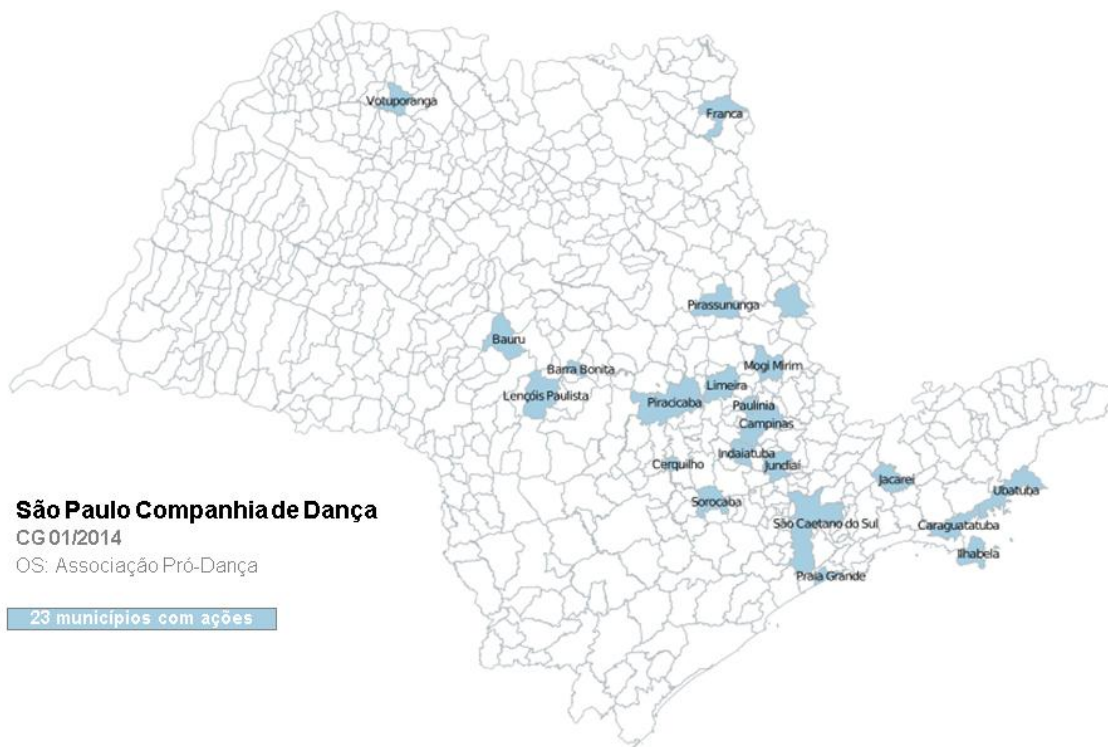 Votuporanga
Franca
Pirassununga
Bauru
Barra Bonita
Mogi Mirim
Lençóis Paulista
Limeira
Piracicaba
Paulínia
Campinas
Indaiatuba
Cerquilho
Jundiaí
Jacareí
Sorocaba
Ubatuba
São Caetano do Sul
Caraguatatuba
Ilhabela
Praia Grande
São Paulo Companhia de Dança
CG 01/2014
OS: Associação Pró-Dança
23 municípios com ações